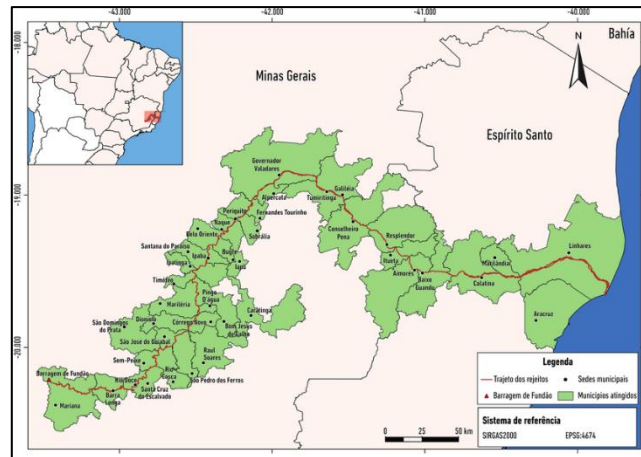 -43.000
-42.000
-41.000
-40.000
-18.000
-19.000
-20.000
N
Bahía
Minas Gerais
Espírito Santo
Governador
Valadares
Alpercata
Tumiritinga
Galiléia
Periquito
Fernandes Tourinho
Naque
Sobrália
Belo Oriente
Conselheiro
Pena
Resplendor
Santana do Paraíso
Ipaba
Bugre
Iapu
Ipatinga
Itueta
Aimores
Baixo
Guandu
Marilândia
Colatina
Linhares
Aracruz
Timóteo
Pingo
D'água
Marliéria
Caratinga
São Domingos
do Prata
Dionísio
Córrego Novo
Bom Jesus
do Galho
São José do Goiabal
Raul
Soares
Sem-Peixe
Rio
Casca
São Pedro dos Ferros
Barragem de Fundão
Rio Doce
Mariana
Barra
Longa
Santa Cruz
do Escalvado
Legenda
Trajeto dos rejeitos
Sedes municipais
Barragem de Fundão
Municípios atingidos
Sistema de
referência
SIRGAS2000
EPSG:4674
0
25
50 km